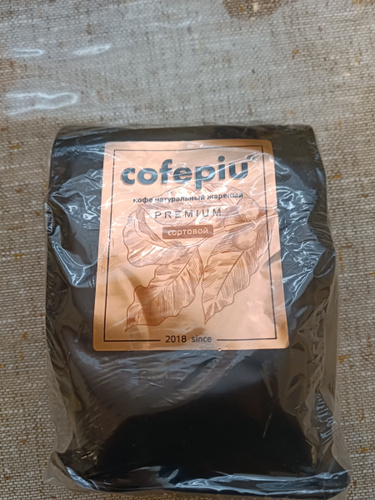 cofepiu
кофе натуральный жареный
PREMIUM
сортовой
2018 since